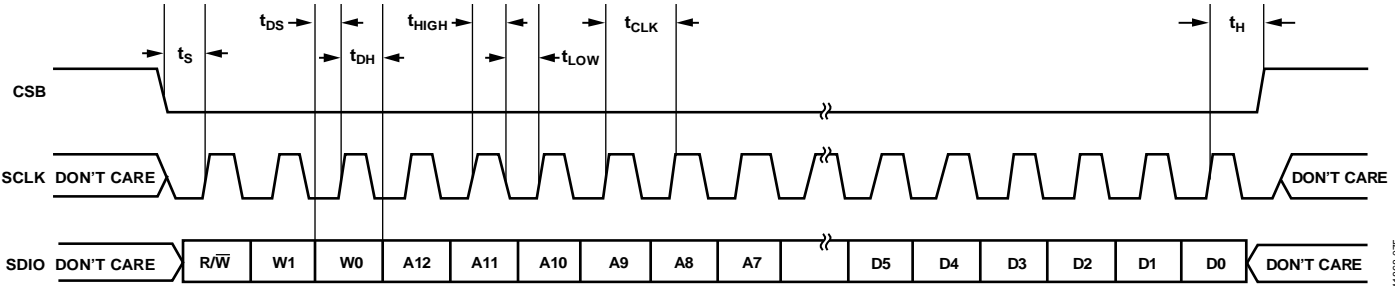 tDS
tHIGH
tCLK
tH
tS
tDH
tLOW
CSB
SCLK DON'T CARE
DON'T CARE
SDIO DON'T CARE R/W̅ W1 W0 A12 A11 A10 A9 A8 A7 D5 D4 D3 D2 D1 D0 DON'T CARE